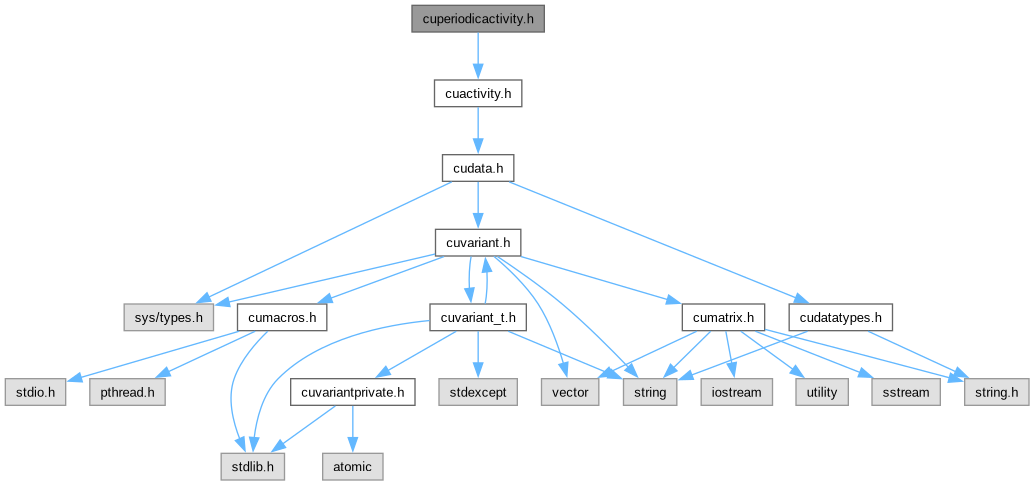 cuperiodicactivity.h
cuactivity.h
cudata.h
cuvariant.h
sys/types.h
cumacros.h
cuvariant_t.h
cumatrix.h
cudatatypes.h
stdio.h
pthread.h
cuvariantprivate.h
stdexcept
vector
string
iostream
utility
sstream
string.h
stdlib.h
atomic